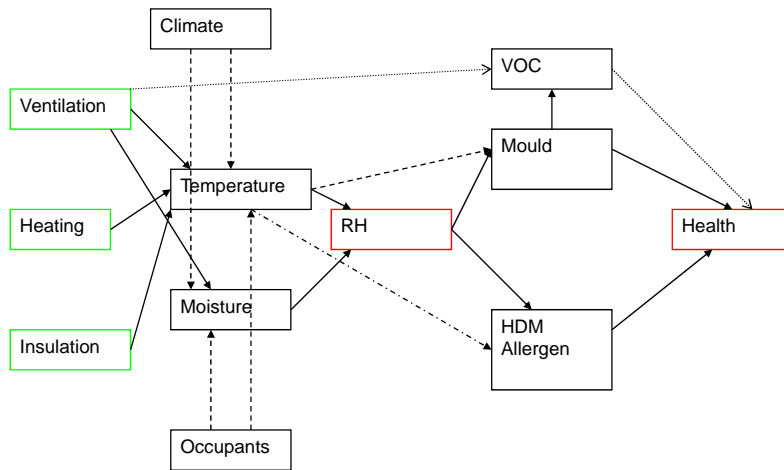 Climate
VOC
Ventilation
Mould
Temperature
Heating
RH
Health
Moisture
HDM
Allergen
Insulation
Occupants